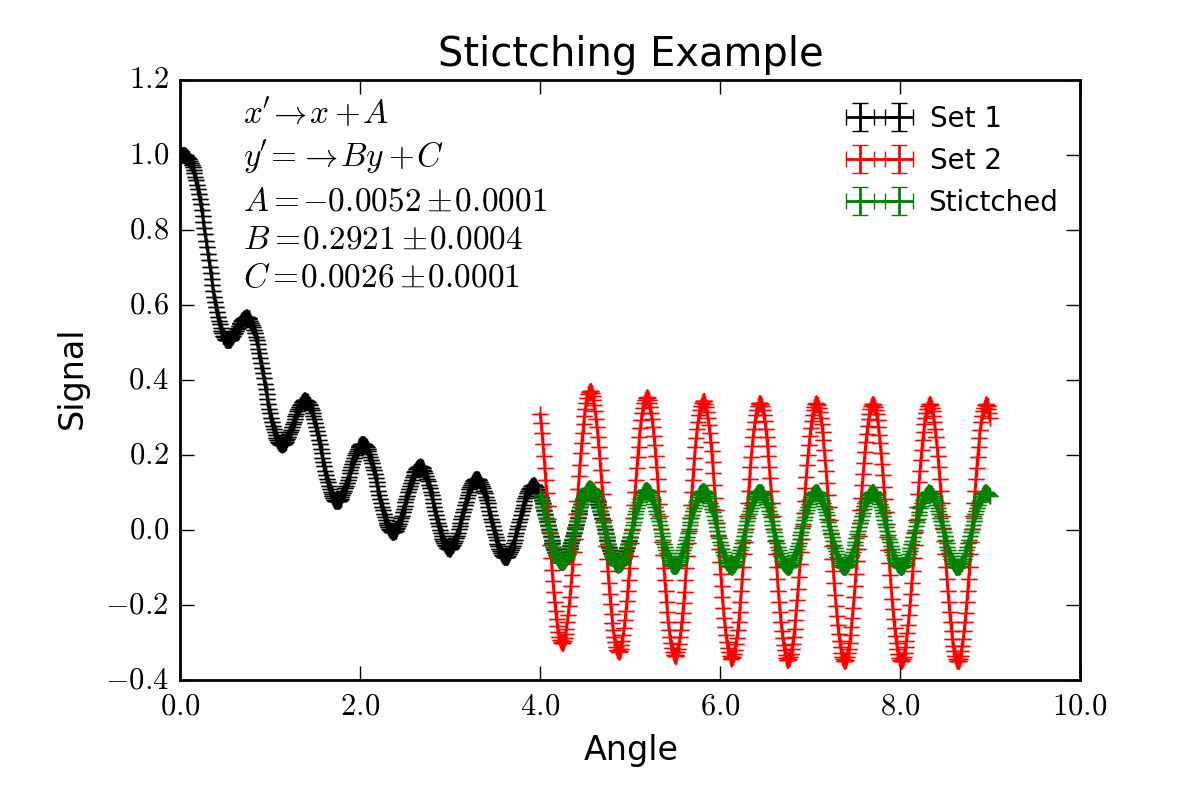 Stictching Example
x′→x+A
y′=→By+C
A=−0.0052±0.0001
B=0.2921±0.0004
C=0.0026±0.0001
Set 1
Set 2
Stictched
Signal
1.2
1.0
0.8
0.6
0.4
0.2
0.0
−0.2
−0.4
0.0 2.0 4.0 6.0 8.0 10.0
Angle